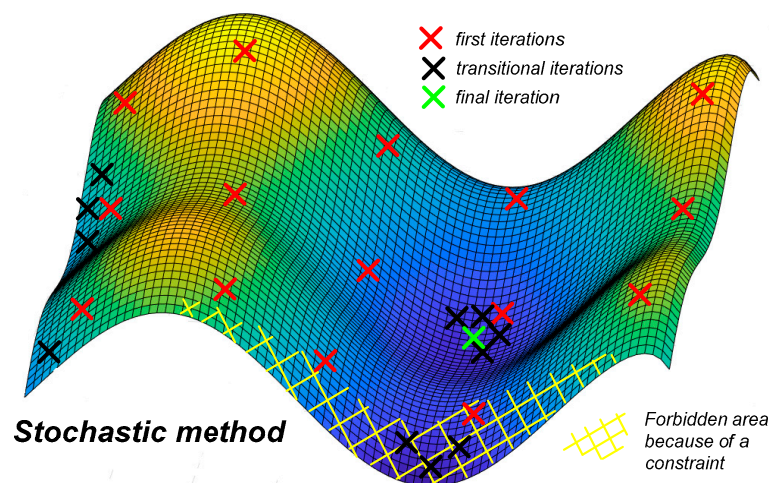 first iterations
transitional iterations
final iteration
Stochastic method
Forbidden area
because of a
constraint